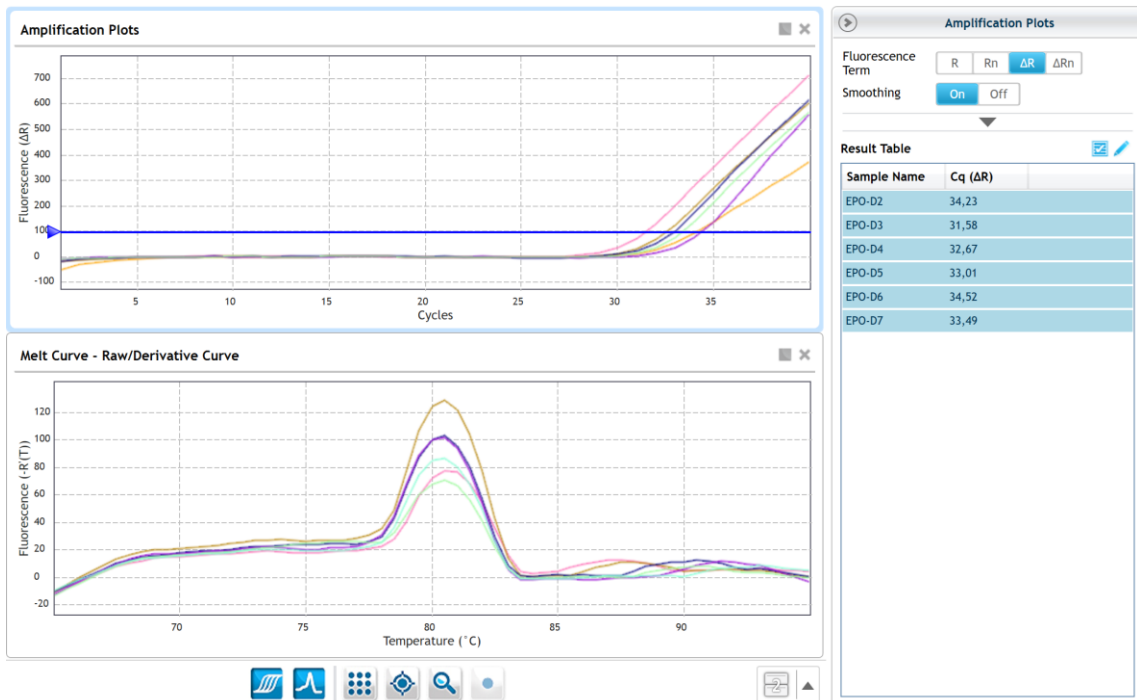 Amplification Plots
Fluorescence (ΔR)
700
600
500
400
300
200
100
0
-100
5 10 15 20 25 30 35
Cycles
Melt Curve - Raw/Derivative Curve
Fluorescence (-R'(T))
120
100
80
60
40
20
0
-20
70 75 80 85 90
Temperature (˚C)
2
Amplification Plots
Fluorescence
Term
R Rn ΔR ΔRn
Smoothing
On Off
Result Table
Sample Name Cq (ΔR)
EPO-D2 34,23
EPO-D3 31,58
EPO-D4 32,67
EPO-D5 33,01
EPO-D6 34,52
EPO-D7 33,49